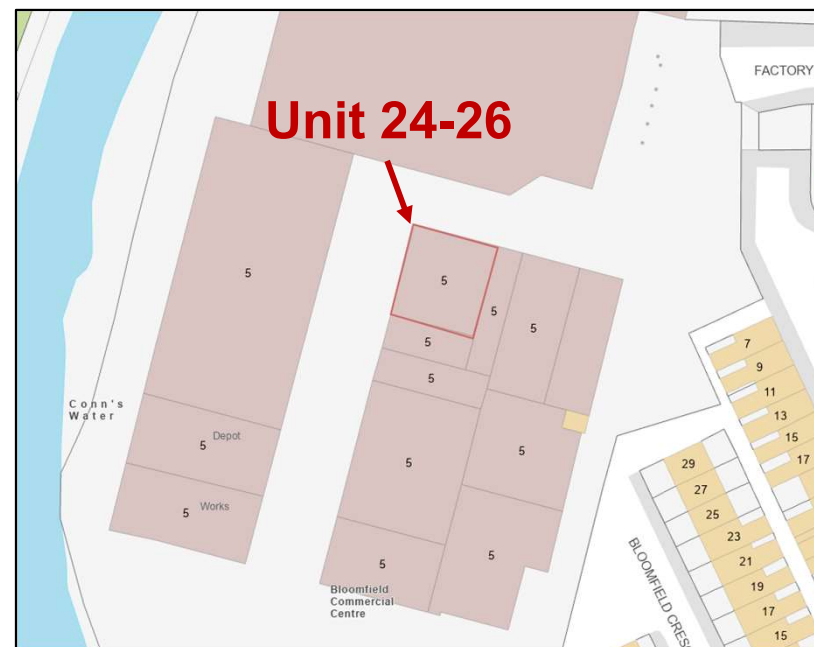 FACTORY
Unit 24-26
5
5
5
5
5
5
7
9
11
13
15
17
Conn's
Water
5
Depot
5
Works
5
5
5
5
29
27
25
23
21
19
17
15
BLOOMFIELD CRES
Bloomfield
Commercial
Centre